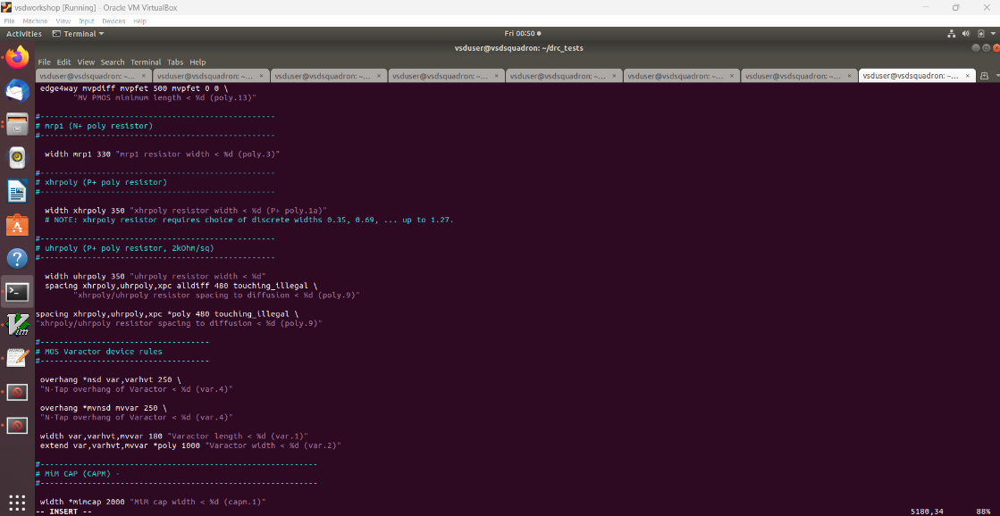 vsdworkshop [Running] - Oracle VM VirtualBox
File Machine View Input Devices Help
Activities Terminal Fri 00:50
vsduser@vsdsquadron: ~/drc_tests
File Edit View Search Terminal Tabs Help
vsduser@vsdsquadron: ~... × vsduser@vsdsquadron: ~... × vsduser@vsdsquadron: ~... × vsduser@vsdsquadron: ~... × vsduser@vsdsquadron: ~... × vsduser@vsdsquadron: ~... × vsduser@vsdsquadron: ~... × vsduser@vsdsquadron: ~... ×
edge4way mvpdiff mvpfet 500 mvpfet 0 0 \
"MV PMOS minimum length < %d (poly.13)"
#--------------------------------------------------
# mrp1 (N+ poly resistor)
#--------------------------------------------------
width mrp1 330 "mrp1 resistor width < %d (poly.3)"
#--------------------------------------------------
# xhrpoly (P+ poly resistor)
#--------------------------------------------------
width xhrpoly 350 "xhrpoly resistor width < %d (P+ poly.1a)"
# NOTE: xhrpoly resistor requires choice of discrete widths 0.35, 0.69, ... up to 1.27.
#--------------------------------------------------
# uhrpoly (P+ poly resistor, 2kOhm/sq)
#--------------------------------------------------
width uhrpoly 350 "uhrpoly resistor width < %d"
spacing xhrpoly,uhrpoly,xpc alldiff 480 touching_illegal \
"xhrpoly/uhrpoly resistor spacing to diffusion < %d (poly.9)"
spacing xhrpoly,uhrpoly,xpc *poly 480 touching_illegal \
"xhrpoly/uhrpoly resistor spacing to diffusion < %d (poly.9)"
#------------------------------------
# MOS Varactor device rules
#------------------------------------
overhang *nsd var,varhvt 250 \
"N-Tap overhang of Varactor < %d (var.4)"
overhang *mvnsd mvvar 250 \
"N-Tap overhang of Varactor < %d (var.4)"
width var,varhvt,mvvar 180 "Varactor length < %d (var.1)"
extend var,varhvt,mvvar *poly 1000 "Varactor width < %d (var.2)"
#-----------------------------------------------------------
# MiM CAP (CAPM) -
#-----------------------------------------------------------
width *mimcap 2000 "MiM cap width < %d (capm.1)"
-- INSERT -- 5180,34 88%